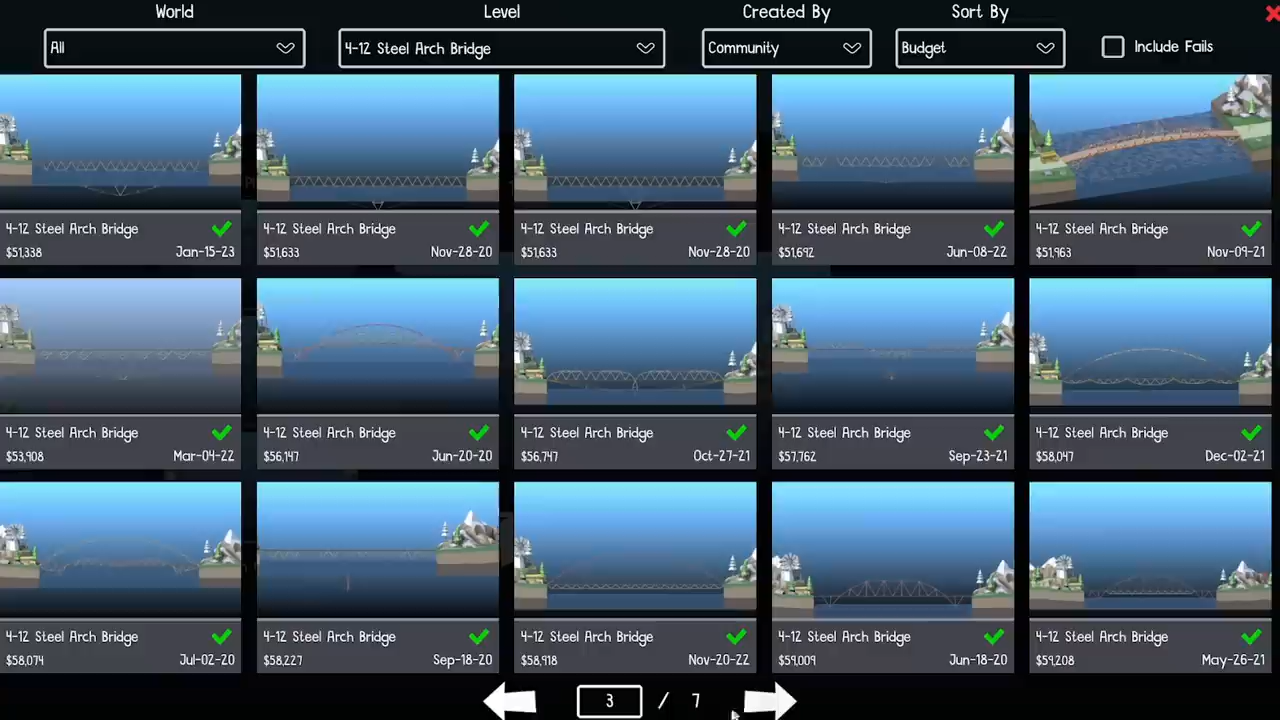 World Level Created By Sort By
All 4-12 Steel Arch Bridge Community Budget Include Fails
4-12 Steel Arch Bridge 4-12 Steel Arch Bridge 4-12 Steel Arch Bridge 4-12 Steel Arch Bridge 4-12 Steel Arch Bridge
$51,338 Jan-15-23 $51,633 Nov-28-20 $51,633 Nov-28-20 $51,692 Jun-08-22 $51,963 Nov-09-21
4-12 Steel Arch Bridge 4-12 Steel Arch Bridge 4-12 Steel Arch Bridge 4-12 Steel Arch Bridge 4-12 Steel Arch Bridge
$53,908 Mar-04-22 $56,147 Jun-20-20 $56,747 Oct-27-21 $57,762 Sep-23-21 $58,047 Dec-02-21
4-12 Steel Arch Bridge 4-12 Steel Arch Bridge 4-12 Steel Arch Bridge 4-12 Steel Arch Bridge 4-12 Steel Arch Bridge
$58,074 Jul-02-20 $58,227 Sep-18-20 $58,918 Nov-20-22 $59,009 Jun-18-20 $59,208 May-26-21
3 / 7